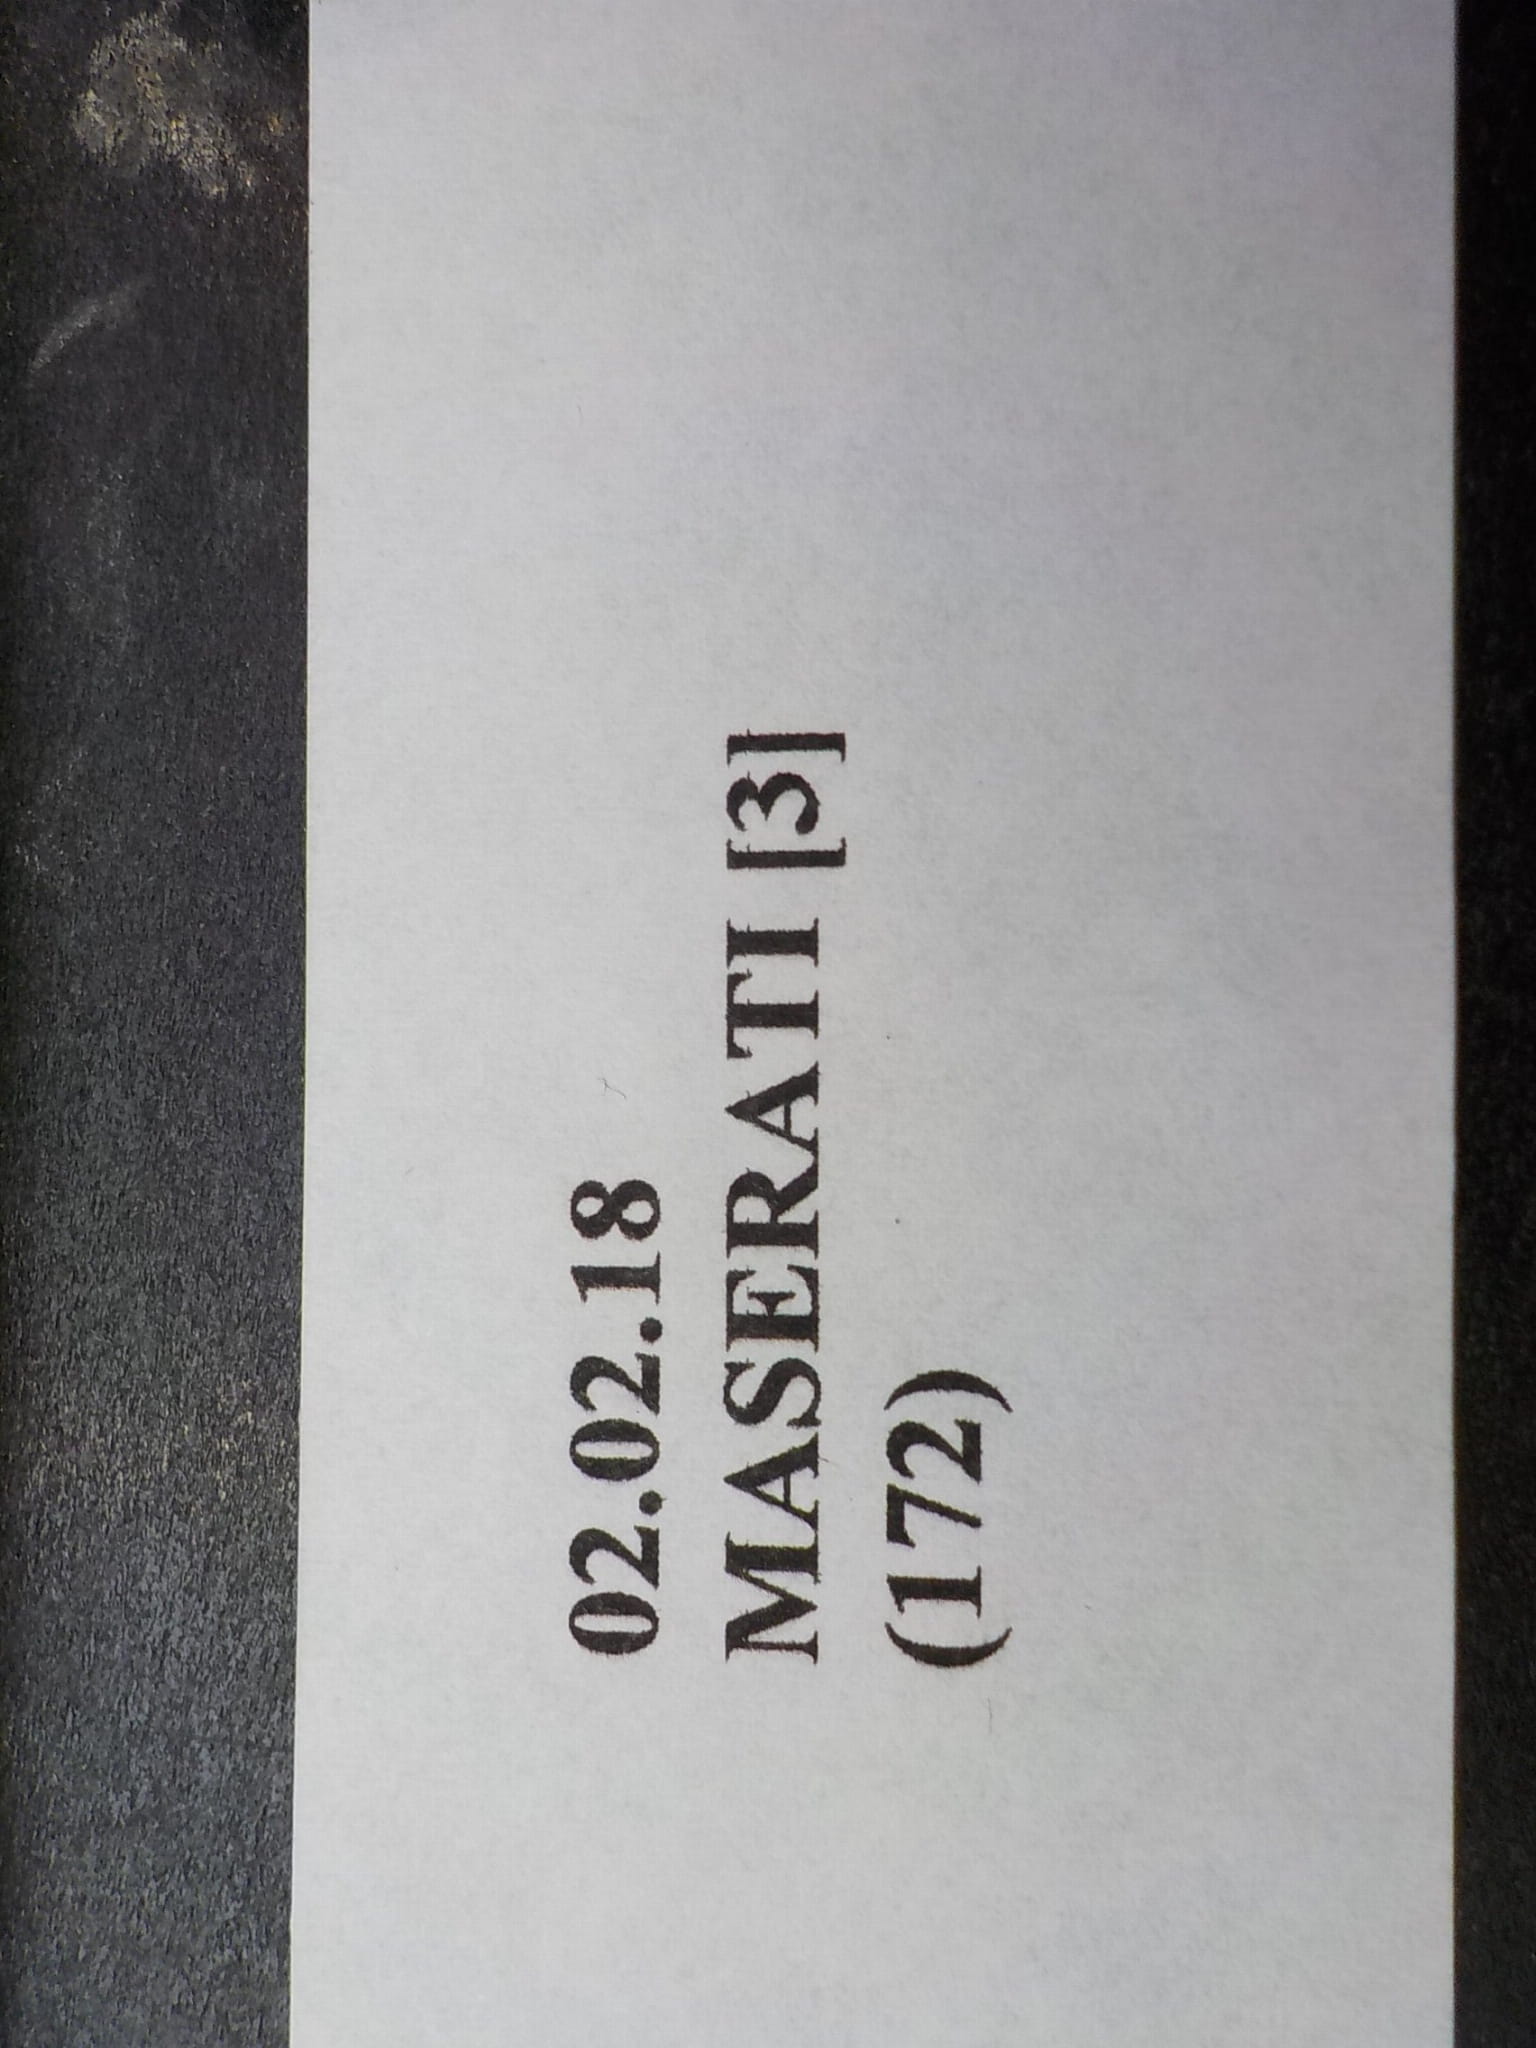 02.02.18
MASERATI [3]
(172)